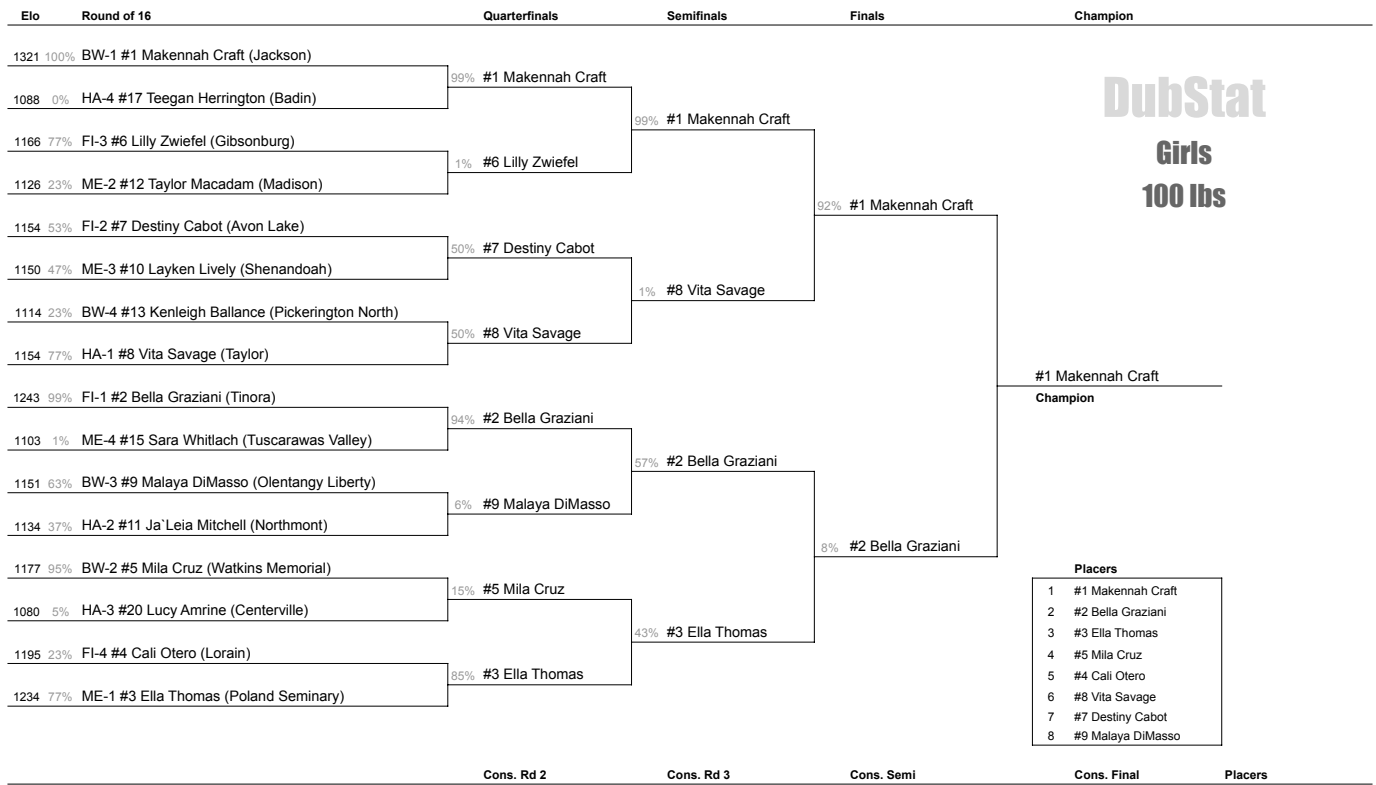 Elo Round of 16 Quarterfinals Semifinals Finals Champion
1321 100% BW-1 #1 Makennah Craft (Jackson)
99% #1 Makennah Craft
DubStat
1088 0% HA-4 #17 Teegan Herrington (Badin)
99% #1 Makennah Craft
1166 77% FI-3 #6 Lilly Zwiefel (Gibsonburg)
Girls
1% #6 Lilly Zwiefel
1126 23% ME-2 #12 Taylor Macadam (Madison)
100 lbs
92% #1 Makennah Craft
1154 53% FI-2 #7 Destiny Cabot (Avon Lake)
50% #7 Destiny Cabot
1150 47% ME-3 #10 Layken Lively (Shenandoah)
1% #8 Vita Savage
1114 23% BW-4 #13 Kenleigh Ballance (Pickerington North)
50% #8 Vita Savage
1154 77% HA-1 #8 Vita Savage (Taylor)
#1 Makennah Craft
1243 99% FI-1 #2 Bella Graziani (Tinora)
Champion
94% #2 Bella Graziani
1103 1% ME-4 #15 Sara Whitlach (Tuscarawas Valley)
57% #2 Bella Graziani
1151 63% BW-3 #9 Malaya DiMasso (Olentangy Liberty)
6% #9 Malaya DiMasso
1134 37% HA-2 #11 Ja`Leia Mitchell (Northmont)
8% #2 Bella Graziani
1177 95% BW-2 #5 Mila Cruz (Watkins Memorial)
15% #5 Mila Cruz
1080 5% HA-3 #20 Lucy Amrine (Centerville)
43% #3 Ella Thomas
1195 23% FI-4 #4 Cali Otero (Lorain)
85% #3 Ella Thomas
1234 77% ME-1 #3 Ella Thomas (Poland Seminary)
Placers
1 #1 Makennah Craft
2 #2 Bella Graziani
3 #3 Ella Thomas
4 #5 Mila Cruz
5 #4 Cali Otero
6 #8 Vita Savage
7 #7 Destiny Cabot
8 #9 Malaya DiMasso
Cons. Rd 2 Cons. Rd 3 Cons. Semi Cons. Final Placers